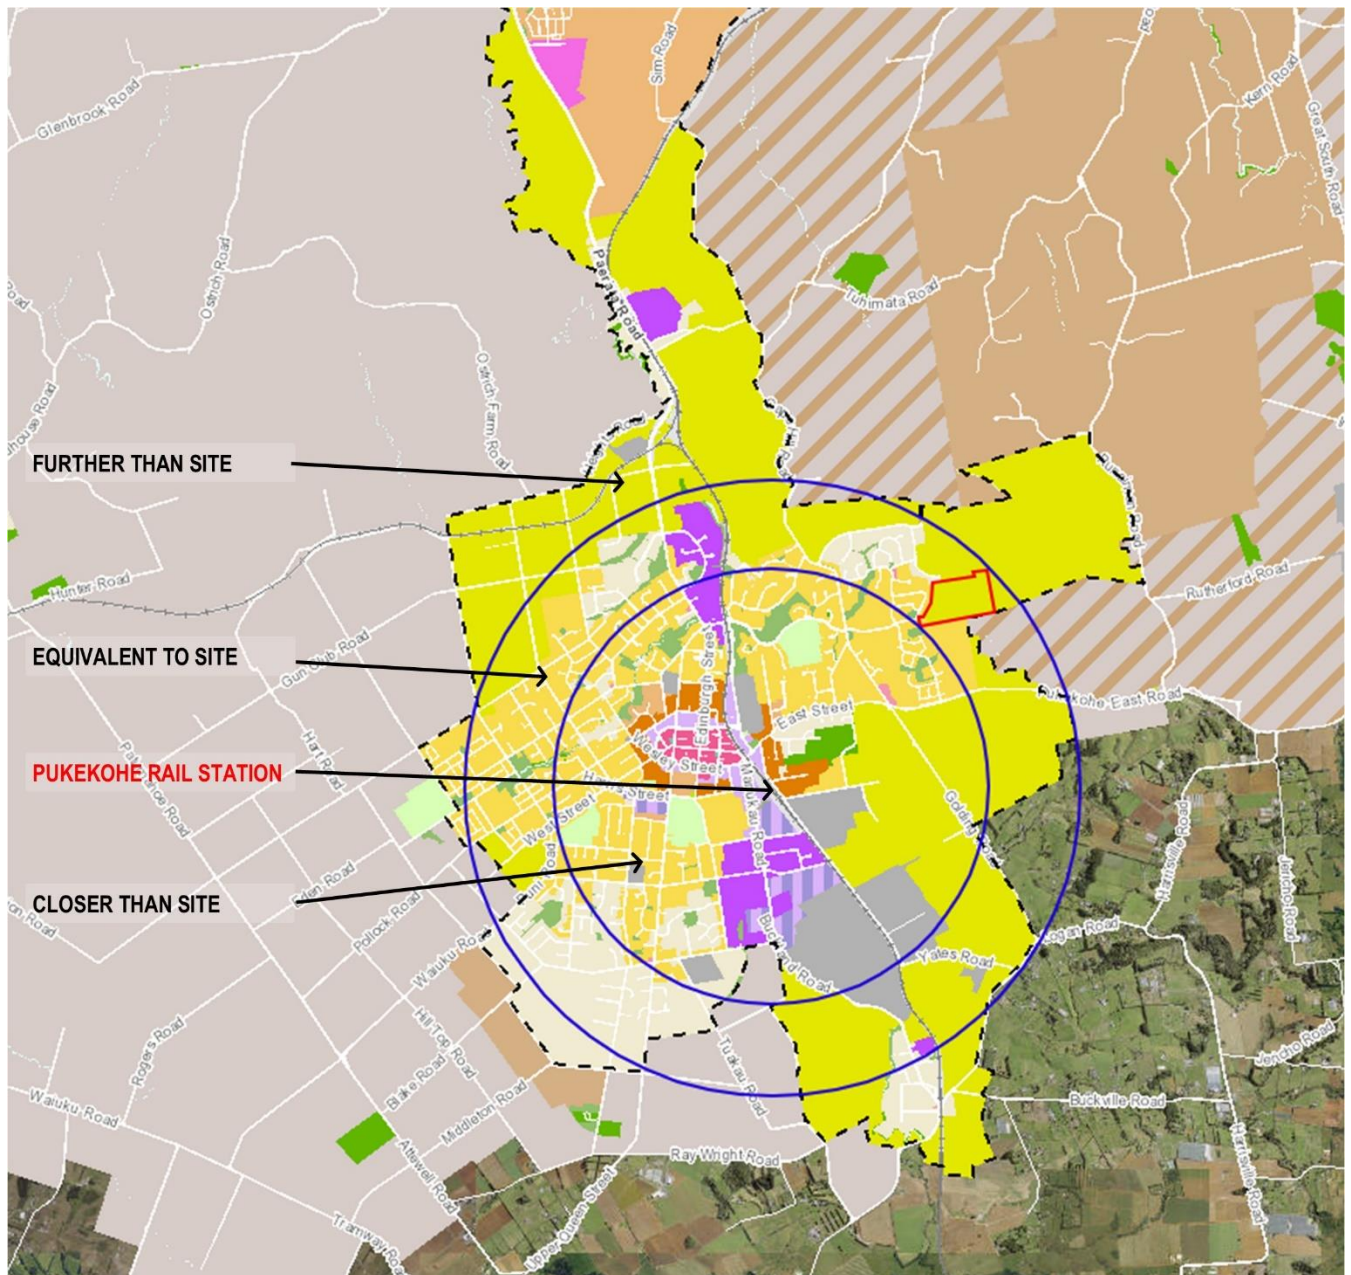 Sim Road
Glenbrook Road
Kern Road
Great South Road
Ostrich Road
Paerata Road
Tuhimata Road
Ostrich Farm Road
FURTHER THAN SITE
Hunter Road
Rutherford Road
Gun Club Road
EQUIVALENT TO SITE
Edinburgh Street
East Street
Pukekohe East Road
Hart Road
Wesley Street
PUKEKOHE RAIL STATION
Manukau Road
West Street
Harrisville Road
CLOSER THAN SITE
Pollock Road
Jericho Road
Logan Road
Yates Road
Buckland Road
Rogers Road
Hill Top Road
Blake Road
Tuakau Road
Jericho Road
Waiuku Road
Middleton Road
Buckville Road
Attewell Road
Ray Wright Road
Harrisville Road
Upper Queen Street